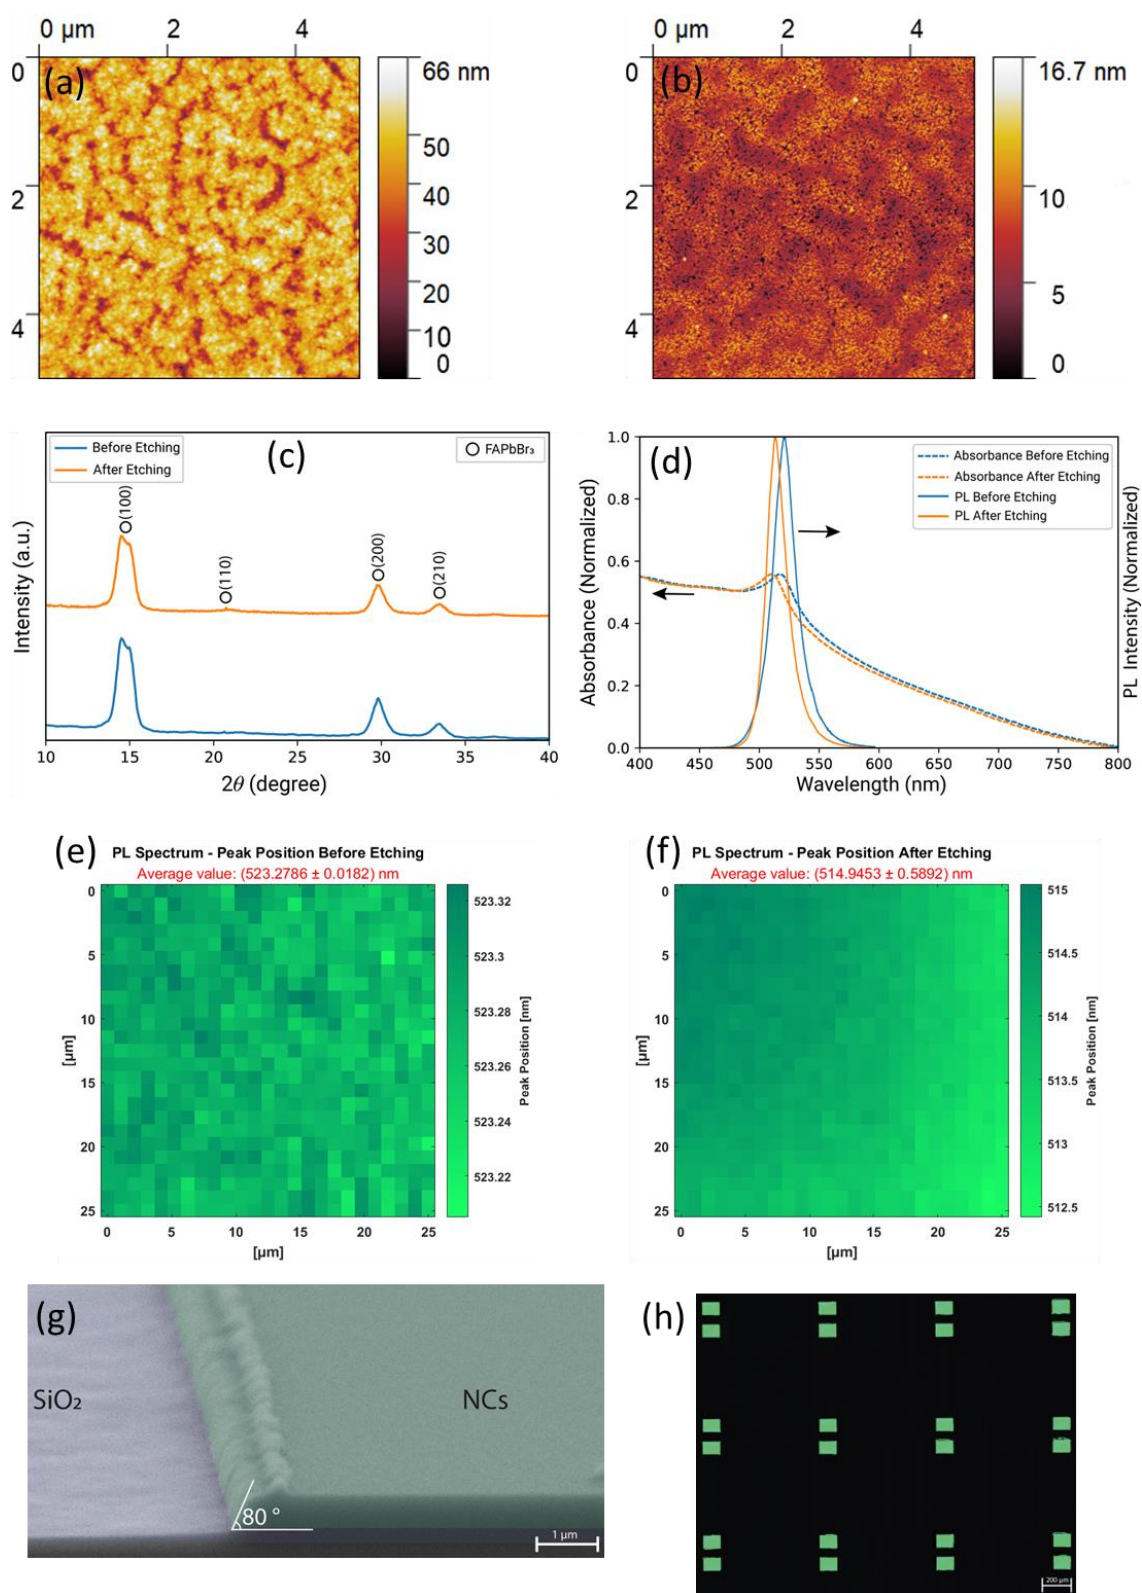 0 µm 2 4
0
2
4
(a)
66 nm
50
40
30
20
10
0
0 µm 2 4
0
2
4
(b)
16.7 nm
10
5
0
Before Etching
After Etching
(c)
FAPbBr₃
(100)
(110)
(200)
(210)
Intensity (a.u.)
10 15 20 25 30 35 40
2θ (degree)
(d)
Absorbance Before Etching
Absorbance After Etching
PL Before Etching
PL After Etching
1.0
0.8
0.6
0.4
0.2
0.0
Absorbance (Normalized)
PL Intensity (Normalized)
400 450 500 550 600 650 700 750 800
Wavelength (nm)
(e)
PL Spectrum - Peak Position Before Etching
Average value: (523.2786 ± 0.0182) nm
0
5
10
15
20
25
[µm]
0 5 10 15 20 25
[µm]
523.32
523.3
523.28
523.26
523.24
523.22
Peak Position [nm]
(f)
PL Spectrum - Peak Position After Etching
Average value: (514.9453 ± 0.5892) nm
0
5
10
15
20
25
[µm]
0 5 10 15 20 25
[µm]
515
514.5
514
513.5
513
512.5
Peak Position [nm]
(g)
SiO₂
NCs
80 °
1 µm
(h)
200 µm